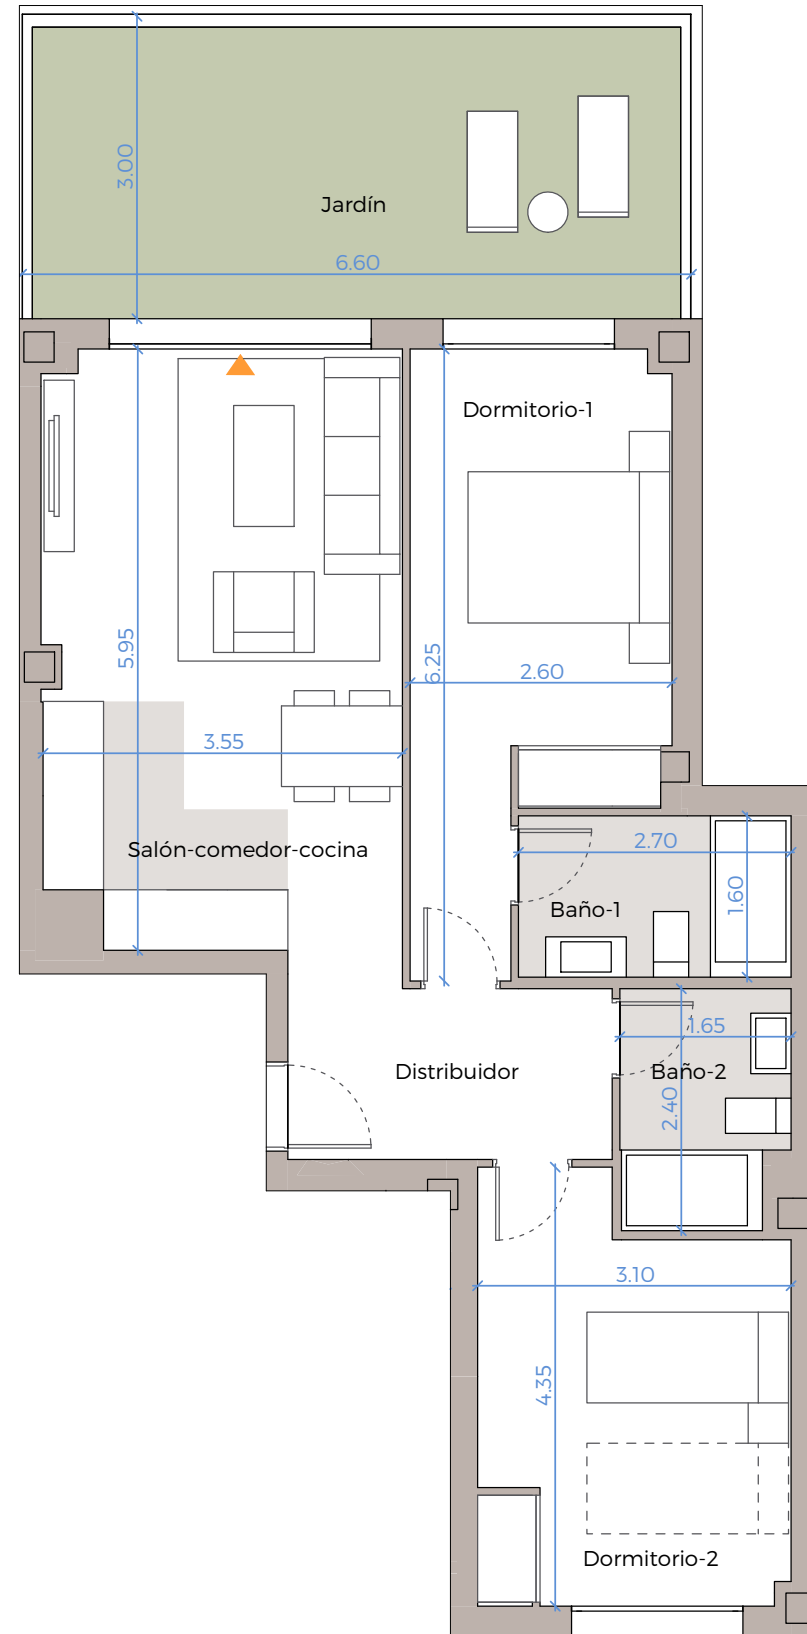 3.00
Jardín
6.60
Dormitorio-1
5.95
6.25
2.60
3.55
Salón-comedor-cocina
2.70
1.60
Baño-1
1.65
Distribuidor
Baño-2
2.40
3.10
4.35
Dormitorio-2